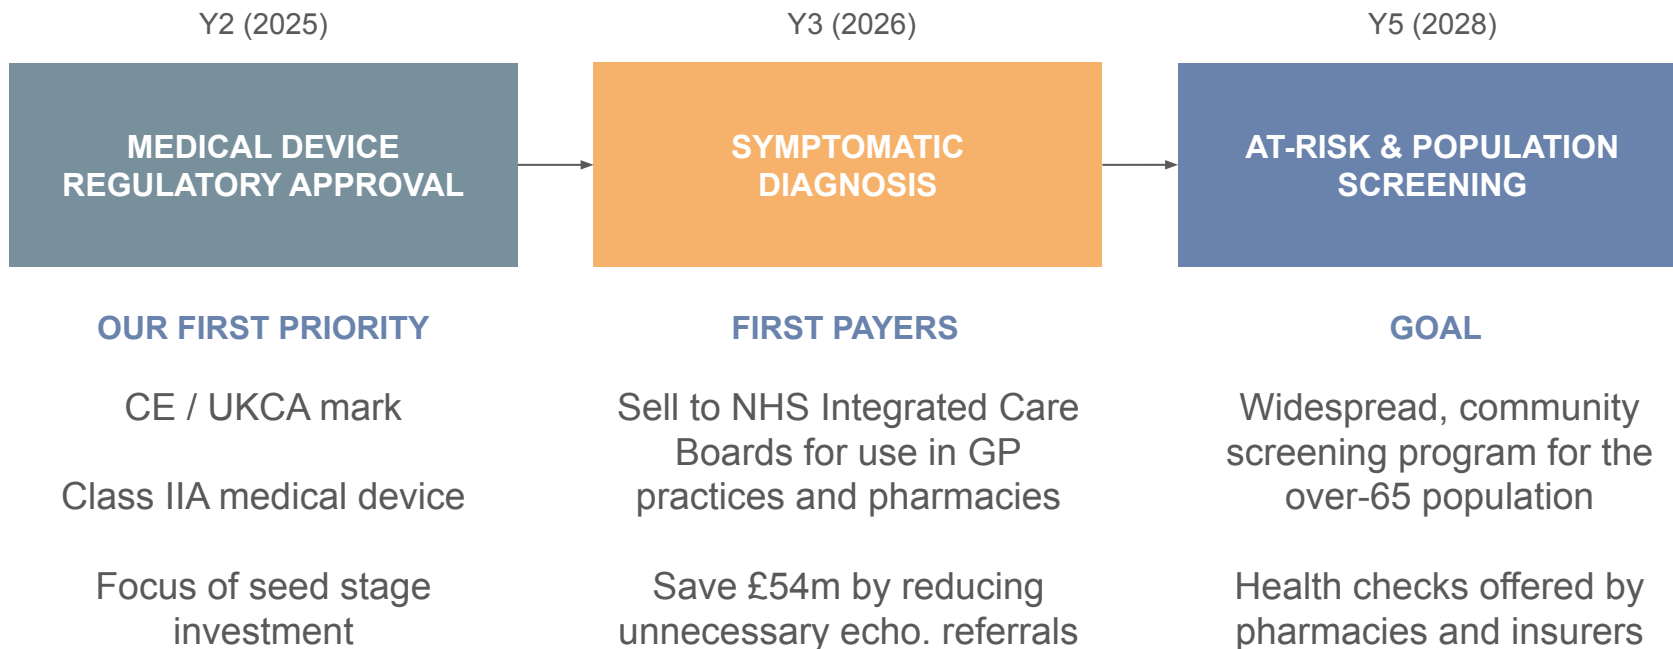 Y2 (2025)
MEDICAL DEVICE
REGULATORY APPROVAL
OUR FIRST PRIORITY
CE / UKCA mark
Class IIA medical device
Focus of seed stage
investment
Y3 (2026)
SYMPTOMATIC
DIAGNOSIS
FIRST PAYERS
Sell to NHS Integrated Care
Boards for use in GP
practices and pharmacies
Save £54m by reducing
unnecessary echo. referrals
Y5 (2028)
AT-RISK & POPULATION
SCREENING
GOAL
Widespread, community
screening program for the
over-65 population
Health checks offered by
pharmacies and insurers